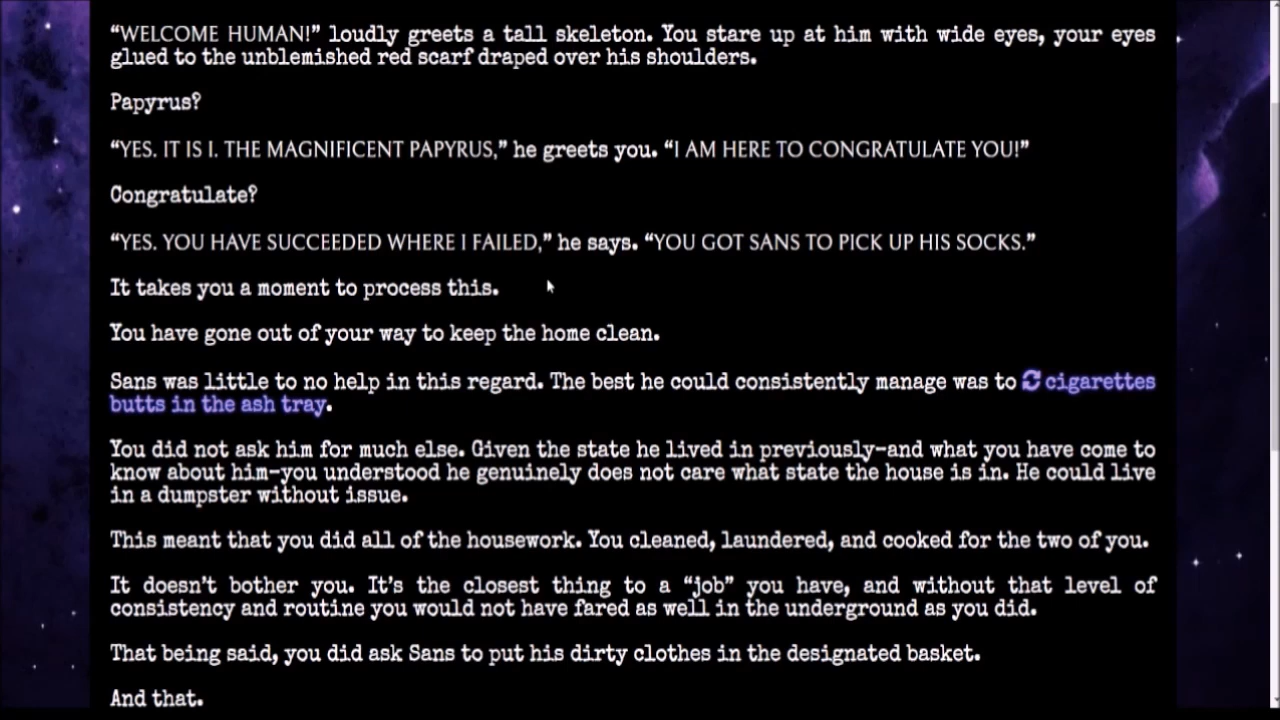 “WELCOME HUMAN!” loudly greets a tall skeleton. You stare up at him with wide eyes, your eyes
glued to the unblemished red scarf draped over his shoulders.
Papyrus?
“YES. IT IS I. THE MAGNIFICENT PAPYRUS,” he greets you. “I AM HERE TO CONGRATULATE YOU!”
Congratulate?
“YES. YOU HAVE SUCCEEDED WHERE I FAILED,” he says. “YOU GOT SANS TO PICK UP HIS SOCKS.”
It takes you a moment to process this.
You have gone out of your way to keep the home clean.
Sans was little to no help in this regard. The best he could consistently manage was to cigarettes
butts in the ash tray.
You did not ask him for much else. Given the state he lived in previously—and what you have come to
know about him—you understood he genuinely does not care what state the house is in. He could live
in a dumpster without issue.
This meant that you did all of the housework. You cleaned, laundered, and cooked for the two of you.
It doesn’t bother you. It’s the closest thing to a “job” you have, and without that level of
consistency and routine you would not have fared as well in the underground as you did.
That being said, you did ask Sans to put his dirty clothes in the designated basket.
And that.